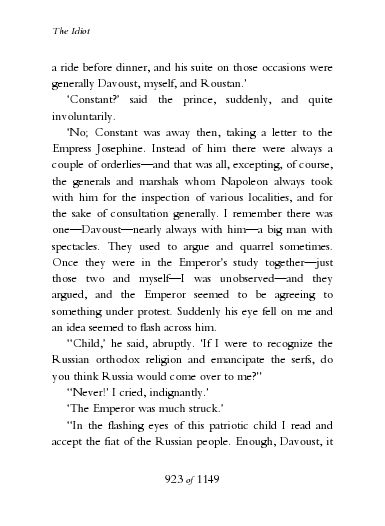 The Idiot
a ride before dinner, and his suite on those occasions were
generally Davoust, myself, and Roustan.’
‘Constant?’ said the prince, suddenly, and quite
involuntarily.
‘No; Constant was away then, taking a letter to the
Empress Josephine. Instead of him there were always a
couple of orderlies—and that was all, excepting, of course,
the generals and marshals whom Napoleon always took
with him for the inspection of various localities, and for
the sake of consultation generally. I remember there was
one—Davoust—nearly always with him—a big man with
spectacles. They used to argue and quarrel sometimes.
Once they were in the Emperor’s study together—just
those two and myself—I was unobserved—and they
argued, and the Emperor seemed to be agreeing to
something under protest. Suddenly his eye fell on me and
an idea seemed to flash across him.
‘‘Child,’ he said, abruptly. ‘If I were to recognize the
Russian orthodox religion and emancipate the serfs, do
you think Russia would come over to me?’’
‘‘Never!’ I cried, indignantly.’
‘The Emperor was much struck.’
‘‘In the flashing eyes of this patriotic child I read and
accept the fiat of the Russian people. Enough, Davoust, it
923 of 1149